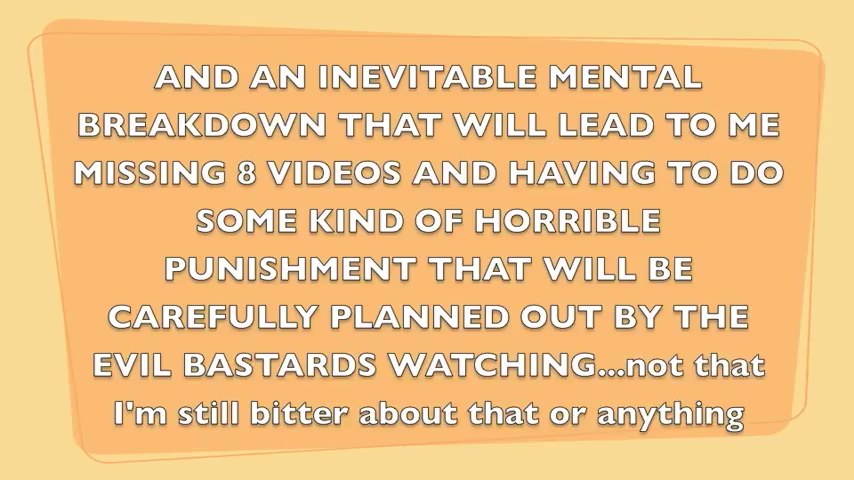 AND AN INEVITABLE MENTAL
BREAKDOWN THAT WILL LEAD TO ME
MISSING 8 VIDEOS AND HAVING TO DO
SOME KIND OF HORRIBLE
PUNISHMENT THAT WILL BE
CAREFULLY PLANNED OUT BY THE
EVIL BASTARDS WATCHING...not that
I'm still bitter about that or anything